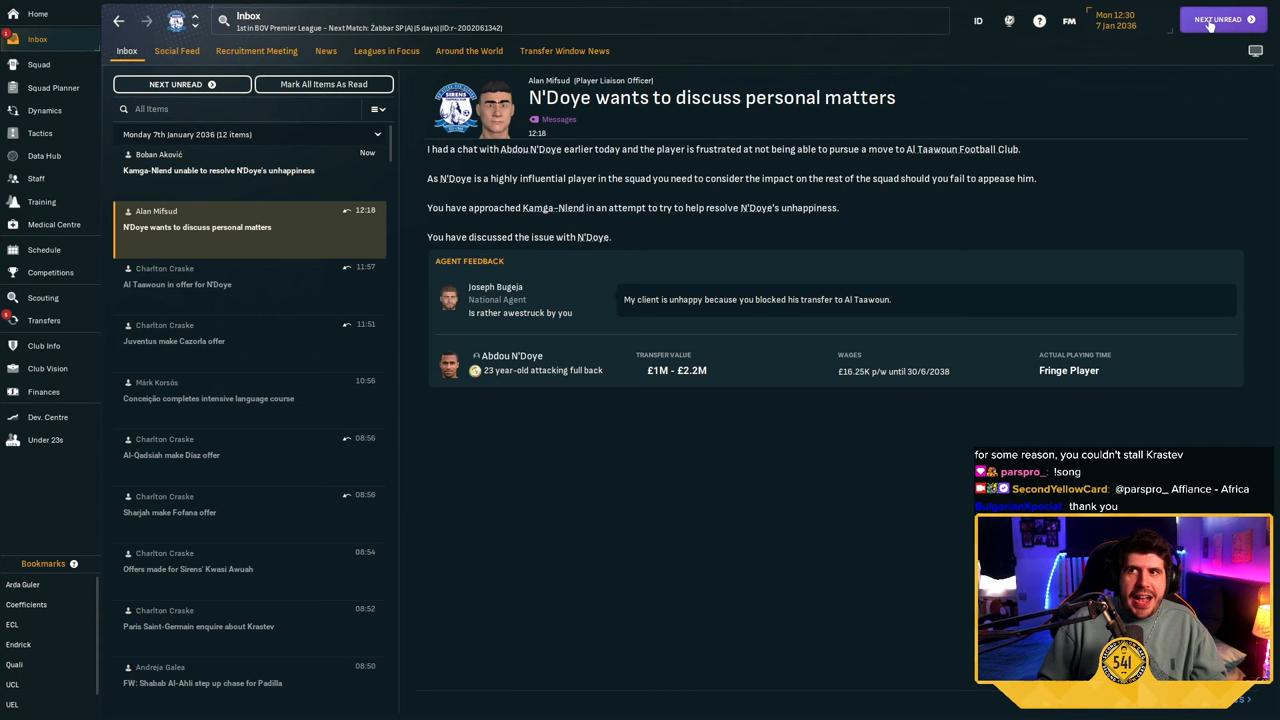 Home
Inbox
Squad
Squad Planner
Dynamics
Tactics
Data Hub
Staff
Training
Medical Centre
Schedule
Competitions
Scouting
Transfers
Club Info
Club Vision
Finances
Dev. Centre
Under 23s
1
5
Bookmarks
Arda Guler
Coefficients
ECL
Endrick
Quali
UCL
UEL
Inbox
1st in BOV Premier League - Next Match: Żabbar SP (A) (5 days) (ID:r-2002061342)
ID
FM
Mon 12:30
7 Jan 2036
NEXT UNREAD
Inbox
Social Feed
Recruitment Meeting
News
Leagues in Focus
Around the World
Transfer Window News
NEXT UNREAD
Mark All Items As Read
All Items
Monday 7th January 2036 (12 items)
Boban Aković
Now
Kamga-Nlend unable to resolve N'Doye's unhappiness
Alan Mifsud
12:18
N'Doye wants to discuss personal matters
Charlton Craske
11:57
Al Taawoun in offer for N'Doye
Charlton Craske
11:51
Juventus make Cazorla offer
Márk Korsós
10:56
Conceição completes intensive language course
Charlton Craske
08:56
Al-Qadsiah make Díaz offer
Charlton Craske
08:56
Sharjah make Fofana offer
Charlton Craske
08:54
Offers made for Sirens' Kwasi Awuah
Charlton Craske
08:52
Paris Saint-Germain enquire about Krastev
Andreja Galea
08:50
FW: Shabab Al-Ahli step up chase for Padilla
SIRENS
Alan Mifsud (Player Liaison Officer)
N'Doye wants to discuss personal matters
Messages
12:18
I had a chat with Abdou N'Doye earlier today and the player is frustrated at not being able to pursue a move to Al Taawoun Football Club.
As N'Doye is a highly influential player in the squad you need to consider the impact on the rest of the squad should you fail to appease him.
You have approached Kamga-Nlend in an attempt to try to help resolve N'Doye's unhappiness.
You have discussed the issue with N'Doye.
AGENT FEEDBACK
Joseph Bugeja
National Agent
Is rather awestruck by you
My client is unhappy because you blocked his transfer to Al Taawoun.
Abdou N'Doye
23 year-old attacking full back
TRANSFER VALUE
£1M - £2.2M
WAGES
£16.25K p/w until 30/6/2038
ACTUAL PLAYING TIME
Fringe Player
for some reason, you couldn't stall Krastev
parspro_: !song
SecondYellowCard: @parspro_ Affiance - Africa
BulgarianXpecial: thank you
541